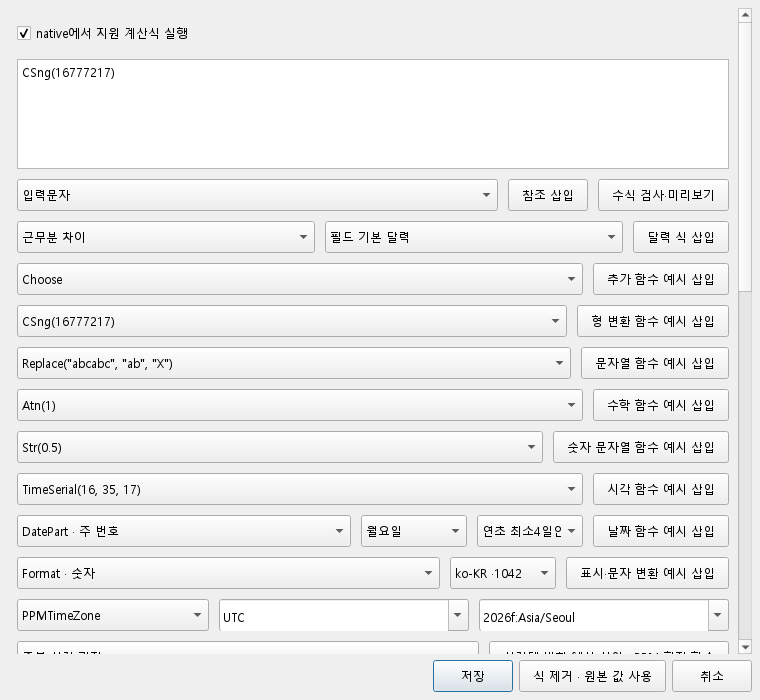 native에서 지원 계산식 실행
CSng(16777217)
입력문자 참조 삽입 수식 검사·미리보기
근무분 차이 필드 기본 달력 달력 식 삽입
Choose 추가 함수 예시 삽입
CSng(16777217) 형 변환 함수 예시 삽입
Replace("abcabc", "ab", "X") 문자열 함수 예시 삽입
Atn(1) 수학 함수 예시 삽입
Str(0.5) 숫자 문자열 함수 예시 삽입
TimeSerial(16, 35, 17) 시각 함수 예시 삽입
DatePart · 주 번호 월요일 연초 최소4일인 날짜 함수 예시 삽입
Format · 숫자 ko-KR ·1042 표시·문자 변환 예시 삽입
PPMTimeZone UTC 2026f:Asia/Seoul
저장 식 제거 · 원본 값 사용 취소